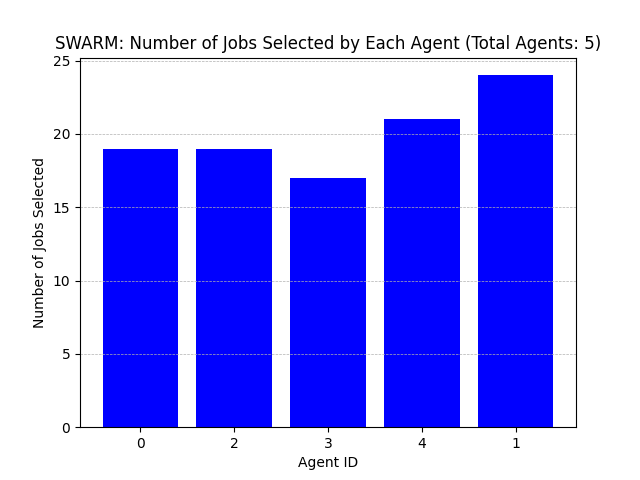 SWARM: Number of Jobs Selected by Each Agent (Total Agents: 5)
25
20
15
10
5
0
Number of Jobs Selected
0 2 3 4 1
Agent ID